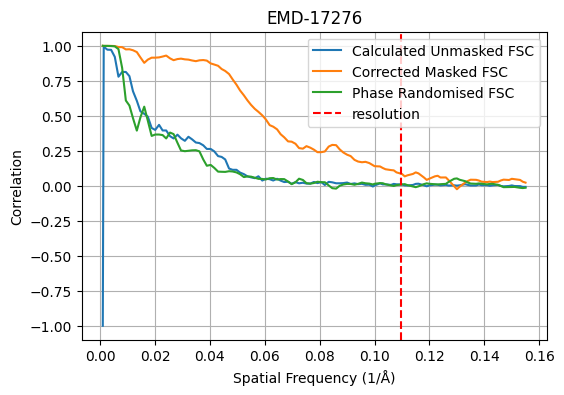 EMD-17276
1.00
0.75
0.50
0.25
0.00
−0.25
−0.50
−0.75
−1.00
Correlation
Calculated Unmasked FSC
Corrected Masked FSC
Phase Randomised FSC
resolution
0.00 0.02 0.04 0.06 0.08 0.10 0.12 0.14 0.16
Spatial Frequency (1/Å)